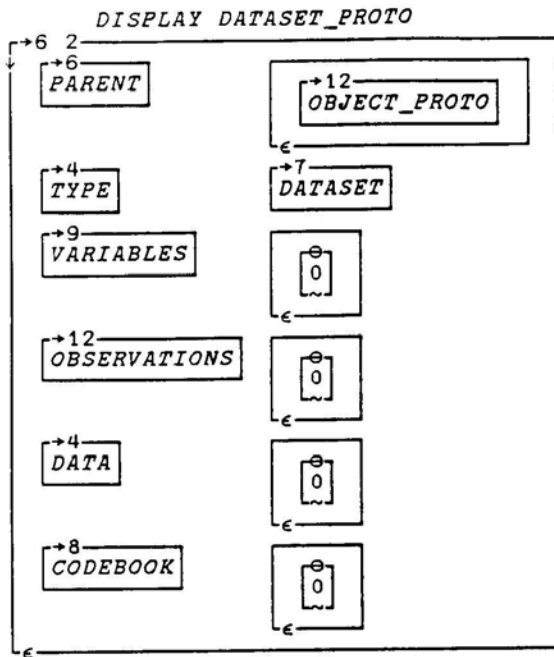 DISPLAY DATASET_PROTO
→6 2
↓
→6 →12
PARENT OBJECT_PROTO
ϵ
→4 →7
TYPE DATASET
→9 ⊖
VARIABLES 0
~
ϵ
→12 ⊖
OBSERVATIONS 0
~
ϵ
→4 ⊖
DATA 0
~
ϵ
→8 ⊖
CODEBOOK 0
~
ϵ
ϵ